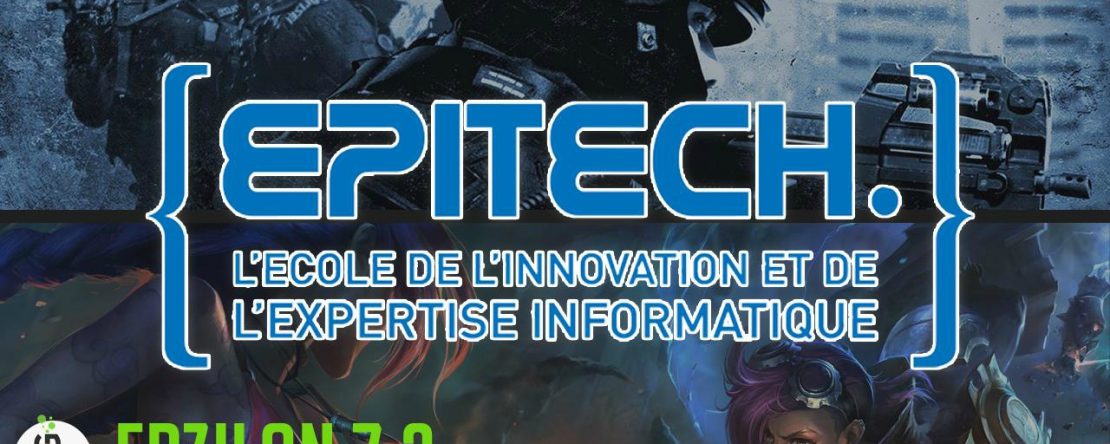 {EPITECH.}
L'ECOLE DE L'INNOVATION ET DE
L'EXPERTISE INFORMATIQUE